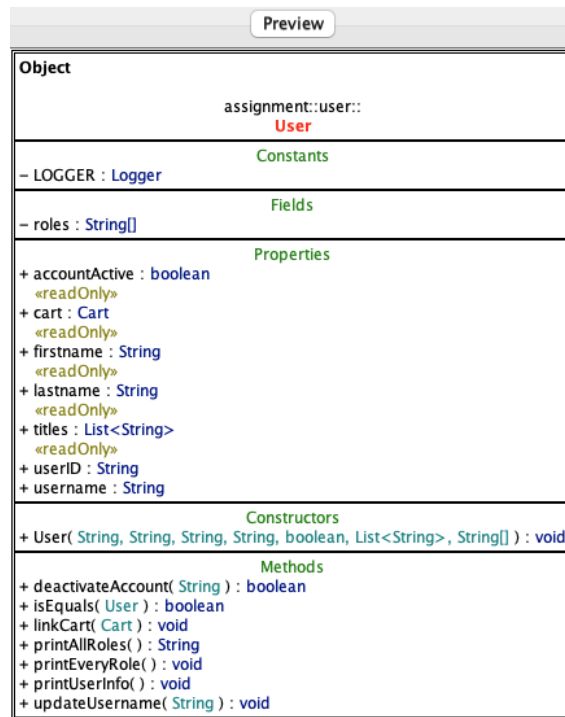 Preview
Object
assignment::user::
User
Constants
– LOGGER : Logger
Fields
– roles : String[]
Properties
+ accountActive : boolean
«readOnly»
+ cart : Cart
«readOnly»
+ firstname : String
«readOnly»
+ lastname : String
«readOnly»
+ titles : List<String>
«readOnly»
+ userID : String
+ username : String
Constructors
+ User( String, String, String, String, boolean, List<String>, String[] ) : void
Methods
+ deactivateAccount( String ) : boolean
+ isEquals( User ) : boolean
+ linkCart( Cart ) : void
+ printAllRoles( ) : String
+ printEveryRole( ) : void
+ printUserInfo( ) : void
+ updateUsername( String ) : void